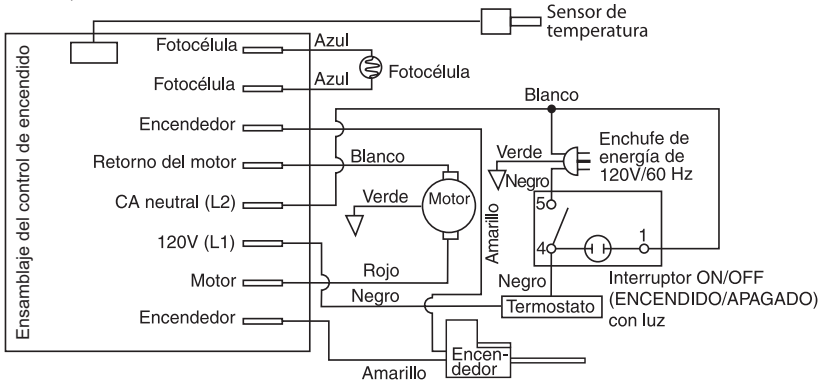 Sensor de
temperatura
Ensamblaje del control de encendido
Fotocélula
Azul
Fotocélula
Azul
Fotocélula
Encendedor
Retorno del motor
Blanco
CA neutral (L2)
Verde
Motor
120V (L1)
Motor
Rojo
Negro
Encendedor
Amarillo
Amarillo
Encen-
dedor
Blanco
Verde
Enchufe de
energía de
120V/60 Hz
Negro
5
4
1
Negro
Termostato
Interruptor ON/OFF
(ENCENDIDO/APAGADO)
con luz